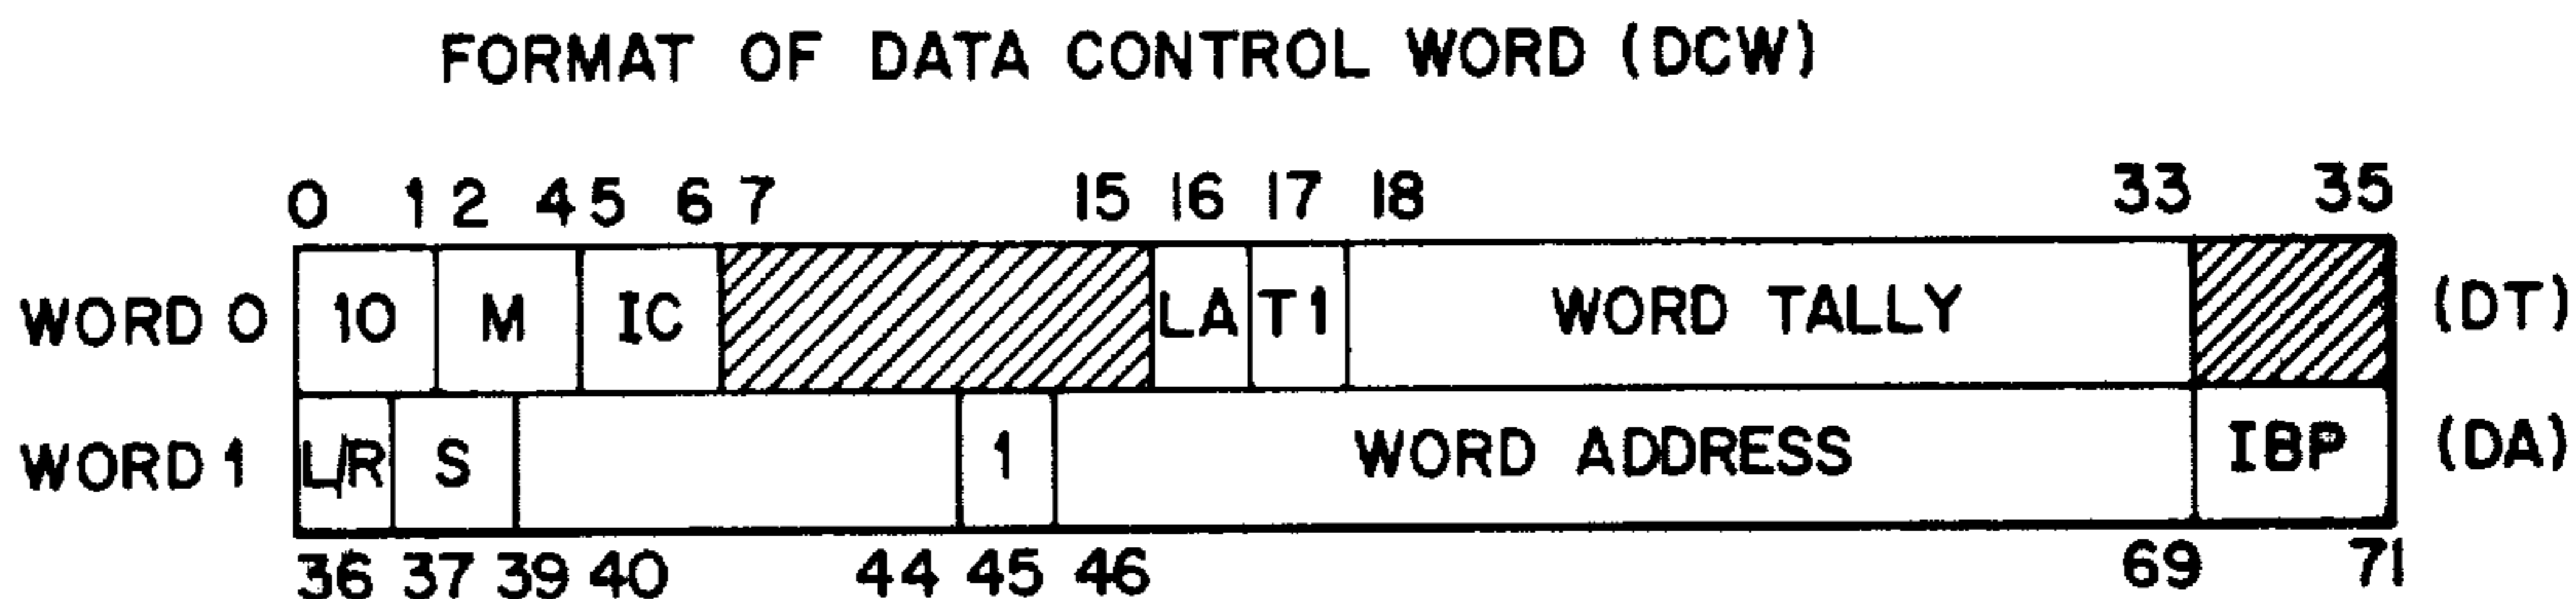 FORMAT OF DATA CONTROL WORD (DCW)
0 1 2 4 5 6 7 15 16 17 18 33 35
WORD 0 10 M IC LA T1 WORD TALLY (DT)
WORD 1 L/R S 1 WORD ADDRESS IBP (DA)
36 37 39 40 44 45 46 69 71